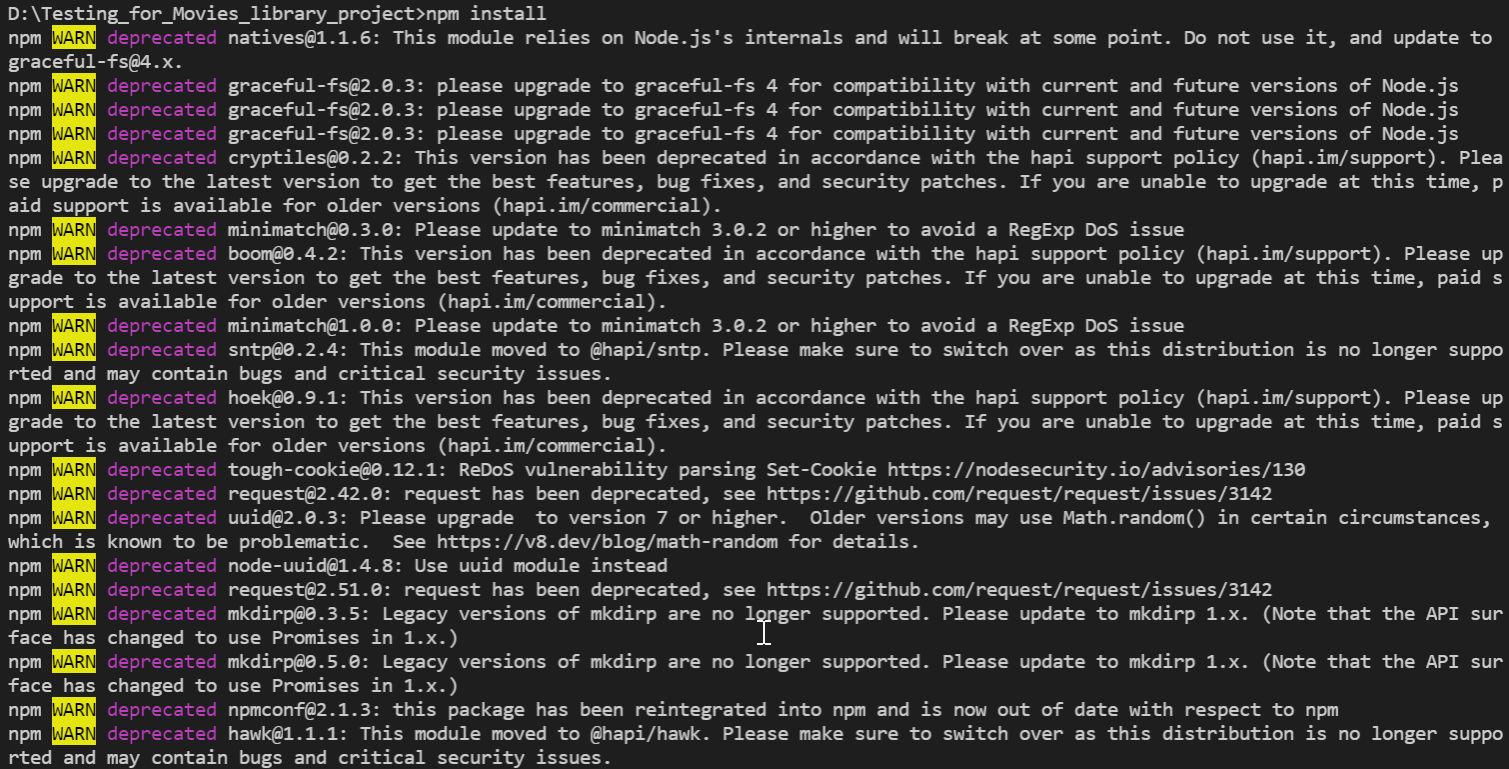 D:\Testing_for_Movies_library_project>npm install
npm WARN deprecated natives@1.1.6: This module relies on Node.js's internals and will break at some point. Do not use it, and update to
graceful-fs@4.x.
npm WARN deprecated graceful-fs@2.0.3: please upgrade to graceful-fs 4 for compatibility with current and future versions of Node.js
npm WARN deprecated graceful-fs@2.0.3: please upgrade to graceful-fs 4 for compatibility with current and future versions of Node.js
npm WARN deprecated graceful-fs@2.0.3: please upgrade to graceful-fs 4 for compatibility with current and future versions of Node.js
npm WARN deprecated cryptiles@0.2.2: This version has been deprecated in accordance with the hapi support policy (hapi.im/support). Plea
se upgrade to the latest version to get the best features, bug fixes, and security patches. If you are unable to upgrade at this time, p
aid support is available for older versions (hapi.im/commercial).
npm WARN deprecated minimatch@0.3.0: Please update to minimatch 3.0.2 or higher to avoid a RegExp DoS issue
npm WARN deprecated boom@0.4.2: This version has been deprecated in accordance with the hapi support policy (hapi.im/support). Please up
grade to the latest version to get the best features, bug fixes, and security patches. If you are unable to upgrade at this time, paid s
upport is available for older versions (hapi.im/commercial).
npm WARN deprecated minimatch@1.0.0: Please update to minimatch 3.0.2 or higher to avoid a RegExp DoS issue
npm WARN deprecated sntp@0.2.4: This module moved to @hapi/sntp. Please make sure to switch over as this distribution is no longer suppo
rted and may contain bugs and critical security issues.
npm WARN deprecated hoek@0.9.1: This version has been deprecated in accordance with the hapi support policy (hapi.im/support). Please up
grade to the latest version to get the best features, bug fixes, and security patches. If you are unable to upgrade at this time, paid s
upport is available for older versions (hapi.im/commercial).
npm WARN deprecated tough-cookie@0.12.1: ReDoS vulnerability parsing Set-Cookie https://nodesecurity.io/advisories/130
npm WARN deprecated request@2.42.0: request has been deprecated, see https://github.com/request/request/issues/3142
npm WARN deprecated uuid@2.0.3: Please upgrade  to version 7 or higher.  Older versions may use Math.random() in certain circumstances,
which is known to be problematic.  See https://v8.dev/blog/math-random for details.
npm WARN deprecated node-uuid@1.4.8: Use uuid module instead
npm WARN deprecated request@2.51.0: request has been deprecated, see https://github.com/request/request/issues/3142
npm WARN deprecated mkdirp@0.3.5: Legacy versions of mkdirp are no longer supported. Please update to mkdirp 1.x. (Note that the API sur
face has changed to use Promises in 1.x.)
npm WARN deprecated mkdirp@0.5.0: Legacy versions of mkdirp are no longer supported. Please update to mkdirp 1.x. (Note that the API sur
face has changed to use Promises in 1.x.)
npm WARN deprecated npmconf@2.1.3: this package has been reintegrated into npm and is now out of date with respect to npm
npm WARN deprecated hawk@1.1.1: This module moved to @hapi/hawk. Please make sure to switch over as this distribution is no longer suppo
rted and may contain bugs and critical security issues.